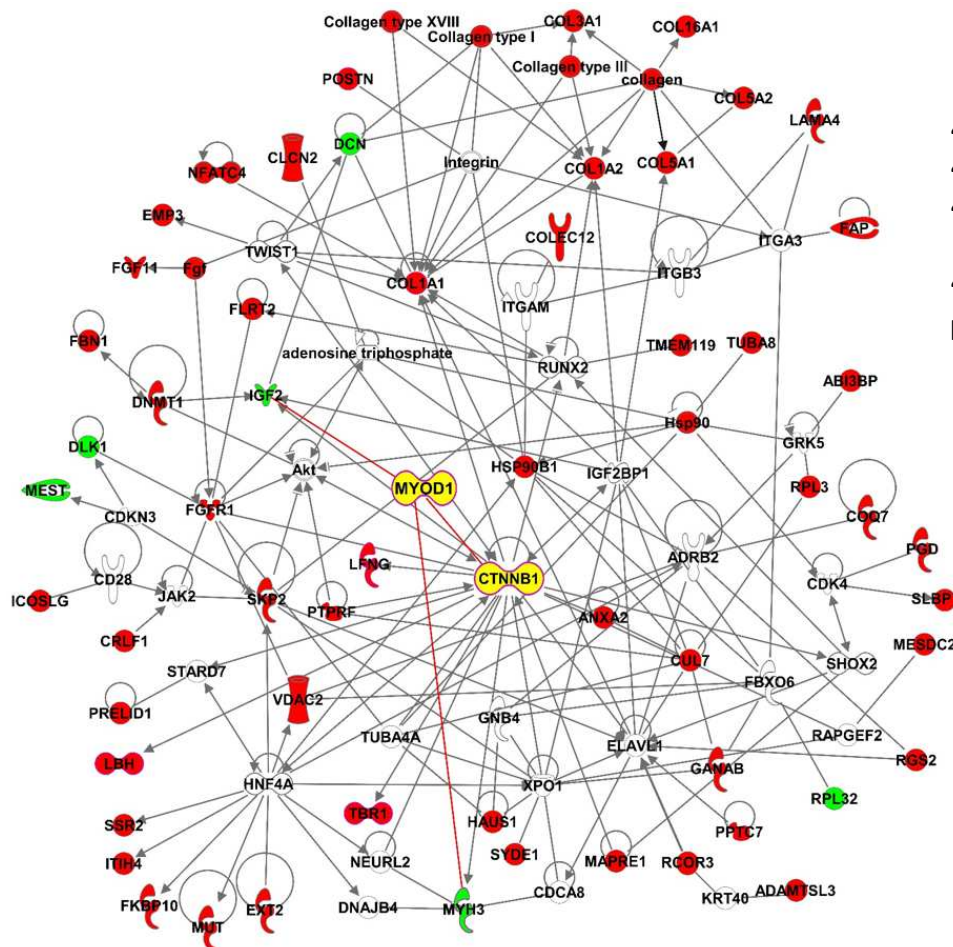 Collagen type XVIII
COL3A1
Collagen type I
COL16A1
Collagen type III
POSTN
collagen
COL5A2
LAMA4
CLCN2
DCN
Integrin
COL1A2
COL5A1
NFATC4
EMP3
COLEC12
ITGA3
FAP
TWIST1
FGF11
Fgf
COL1A1
ITGB3
ITGAM
FLRT2
FBN1
adenosine triphosphate
RUNX2
TMEM119
TUBA8
DNMT1
IGF2
ABI3BP
Hsp90
GRK5
DLK1
Akt
HSP90B1
IGF2BP1
MEST
MYOD1
RPL3
FGFR1
CDKN3
COQ7
ADRB2
PGD
LFNG
CD28
CTNNB1
CDK4
ICOSLG
JAK2
SKP2
PTPRF
SLBP
ANXA2
CRLF1
MESDC2
CUL7
SHOX2
STARD7
FBXO6
VDAC2
PRELID1
GNB4
TUBA4A
RAPGEF2
ELAVL1
LBH
GANAB
RGS2
HNF4A
XPO1
RPL32
TBR1
HAUS1
SSR2
PPTC7
SYDE1
NEURL2
MAPRE1
RCOR3
ITIH4
CDCA8
ADAMTSL3
KRT40
FKBP10
EXT2
DNAJB4
MYH3
MUT